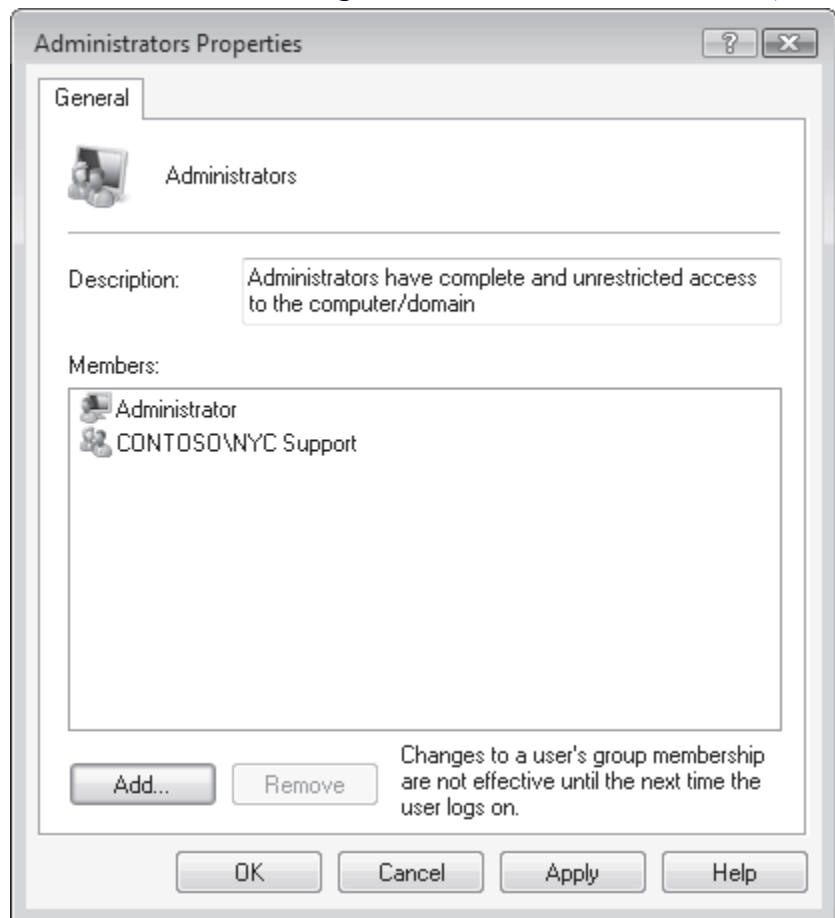 Administrators Properties
General
Administrators
Description:
Administrators have complete and unrestricted access
to the computer/domain
Members:
Administrator
CONTOSO\NYC Support
Add...
Remove
Changes to a user's group membership
are not effective until the next time the
user logs on.
OK
Cancel
Apply
Help